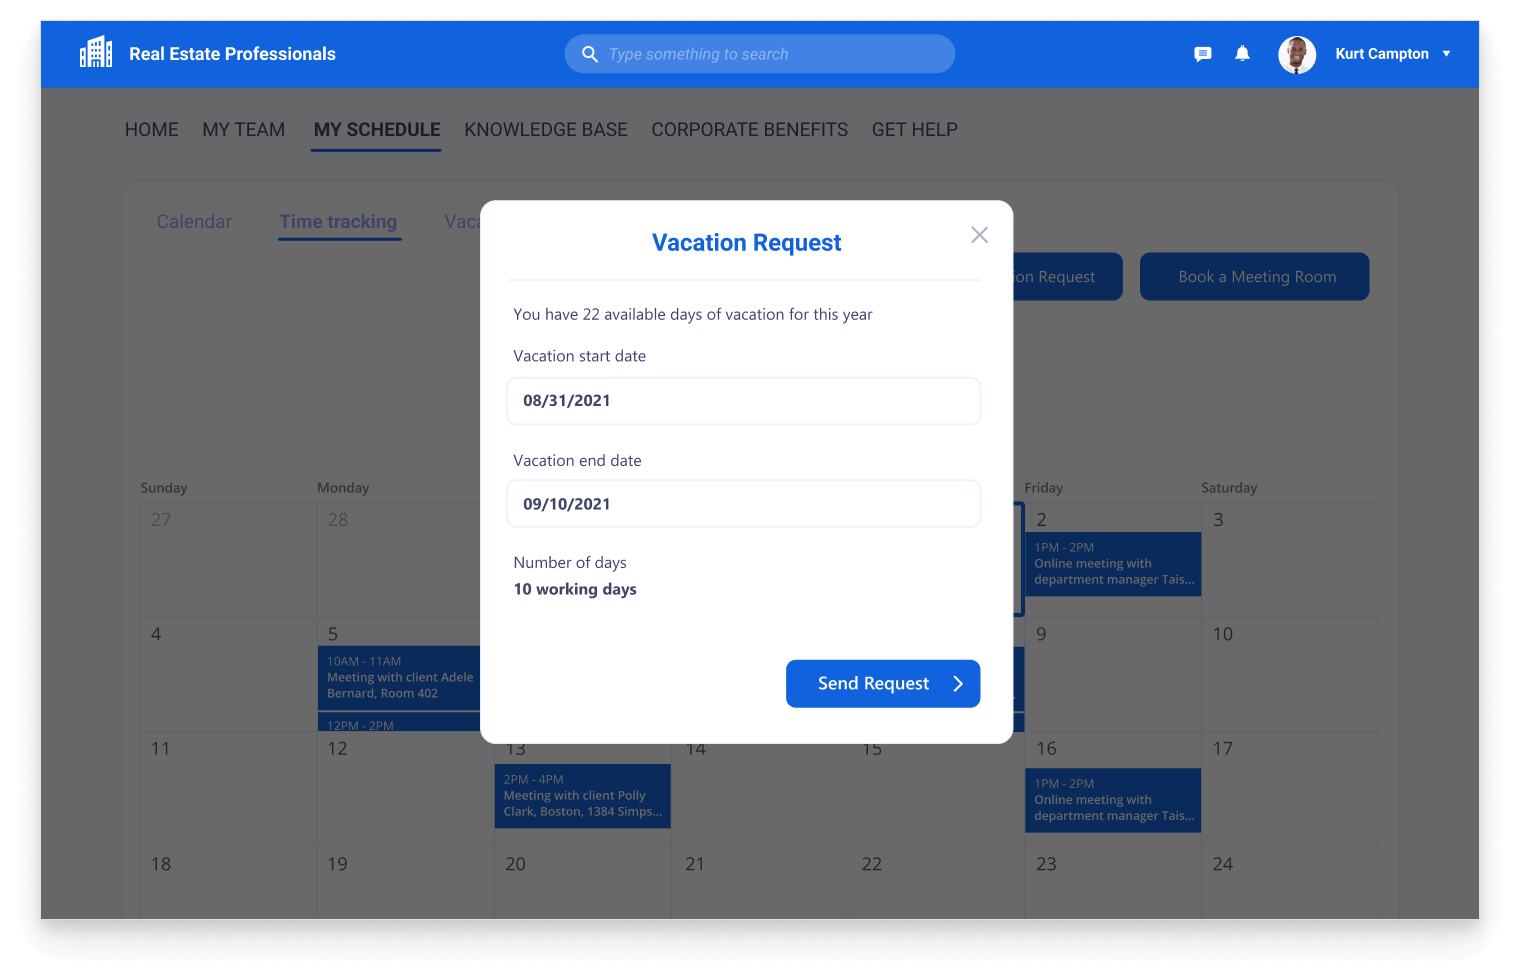 Real Estate Professionals
Type something to search
Kurt Campton
HOME MY TEAM MY SCHEDULE KNOWLEDGE BASE CORPORATE BENEFITS GET HELP
Calendar Time tracking
Request
Book a Meeting Room
Vacation Request
You have 22 available days of vacation for this year
Vacation start date
08/31/2021
Vacation end date
09/10/2021
Number of days
10 working days
Send Request
Sunday Monday Friday Saturday
27 28 2 3
1PM - 2PM
Online meeting with
department manager Tais...
4 5 9 10
10AM - 11AM
Meeting with client Adele
Bernard, Room 402
12PM - 2PM
11 12 13 14 15 16 17
2PM - 4PM
Meeting with client Polly
Clark, Boston, 1384 Simps...
1PM - 2PM
Online meeting with
department manager Tais...
18 19 20 21 22 23 24